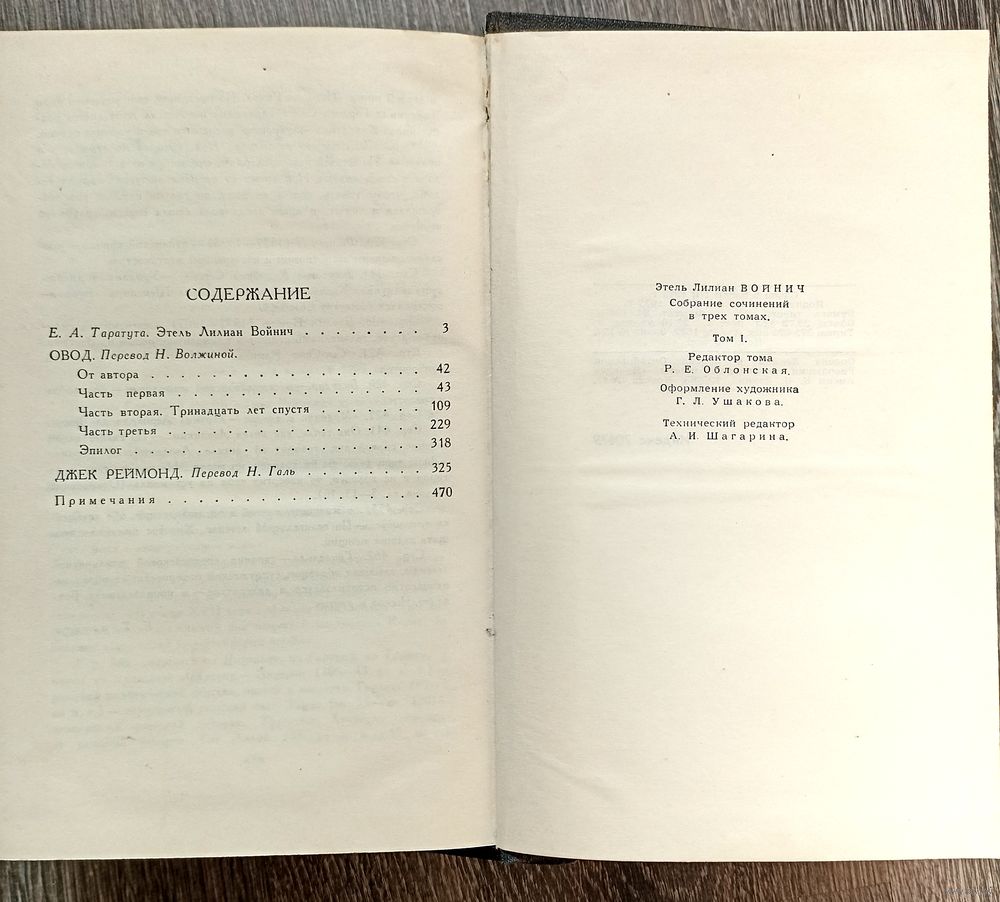 СОДЕРЖАНИЕ
Е. А. Таратута. Этель Лилиан Войнич . . . . . . . . 3
ОВОД. Перевод Н. Волжиной.
От автора . . . . . . . . . . . . . . . . . . 42
Часть первая . . . . . . . . . . . . . . . . 43
Часть вторая. Тринадцать лет спустя . . . . . . . 109
Часть третья . . . . . . . . . . . . . . . . 229
Эпилог . . . . . . . . . . . . . . . . . . . 318
ДЖЕК РЕЙМОНД. Перевод Н. Галь . . . . . . . . 325
Примечания . . . . . . . . . . . . . . . . . 470
Этель Лилиан ВОЙНИЧ
Собрание сочинений
в трех томах.
Том I.
Редактор тома
Р. Е. Облонская.
Оформление художника
Г. Л. Ушакова.
Технический редактор
А. И. Шагарина.